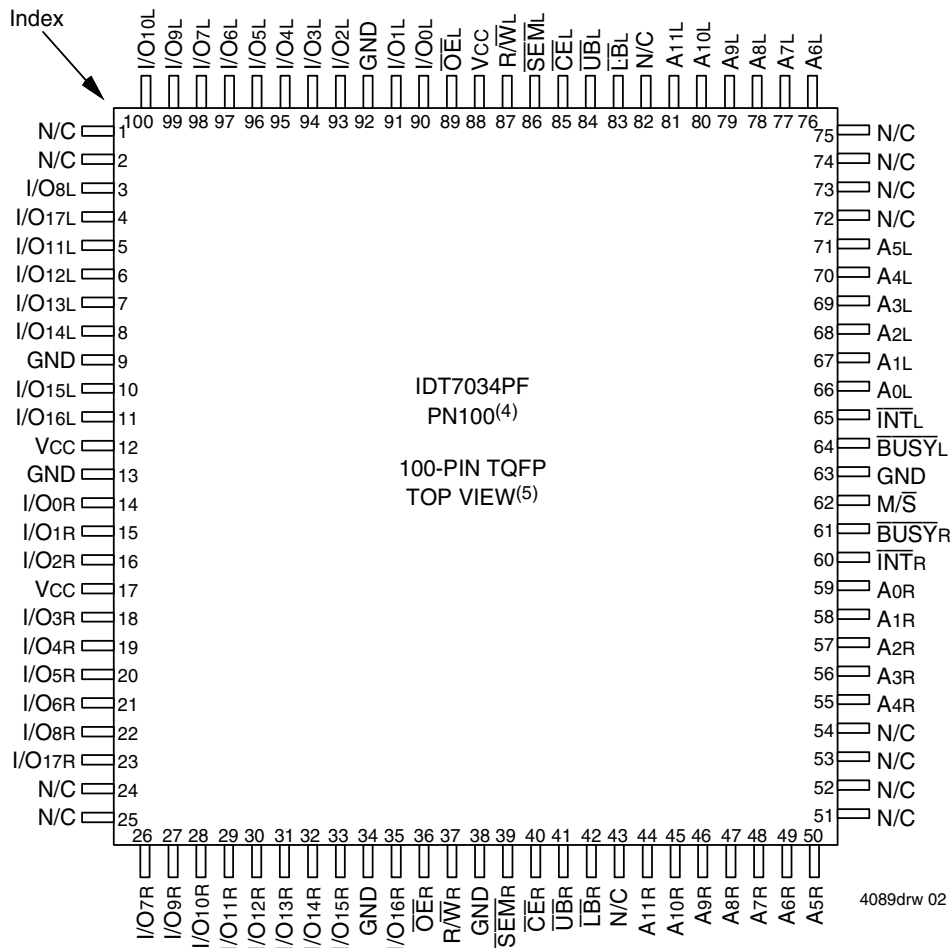 Index
I/O10L I/O9L I/O7L I/O6L I/O5L I/O4L I/O3L I/O2L GND I/O1L I/O0L OEL VCC R/WL SEML CEL UBL LBL N/C A11L A10L A9L A8L A7L A6L
100 99 98 97 96 95 94 93 92 91 90 89 88 87 86 85 84 83 82 81 80 79 78 77 76
N/C 1 75 N/C
N/C 2 74 N/C
I/O8L 3 73 N/C
I/O17L 4 72 N/C
I/O11L 5 71 A5L
I/O12L 6 70 A4L
I/O13L 7 69 A3L
I/O14L 8 68 A2L
GND 9 67 A1L
I/O15L 10 66 A0L
I/O16L 11 65 INTL
VCC 12 64 BUSYL
GND 13 63 GND
I/O0R 14 62 M/S
I/O1R 15 61 BUSYR
I/O2R 16 60 INTR
VCC 17 59 A0R
I/O3R 18 58 A1R
I/O4R 19 57 A2R
I/O5R 20 56 A3R
I/O6R 21 55 A4R
I/O8R 22 54 N/C
I/O17R 23 53 N/C
N/C 24 52 N/C
N/C 25 51 N/C
IDT7034PF
PN100(4)
100-PIN TQFP
TOP VIEW(5)
26 27 28 29 30 31 32 33 34 35 36 37 38 39 40 41 42 43 44 45 46 47 48 49 50
I/O7R I/O9R I/O10R I/O11R I/O12R I/O13R I/O14R I/O15R GND I/O16R OER R/WR GND SEMR CER UBR LBR N/C A11R A10R A9R A8R A7R A6R A5R
4089drw 02